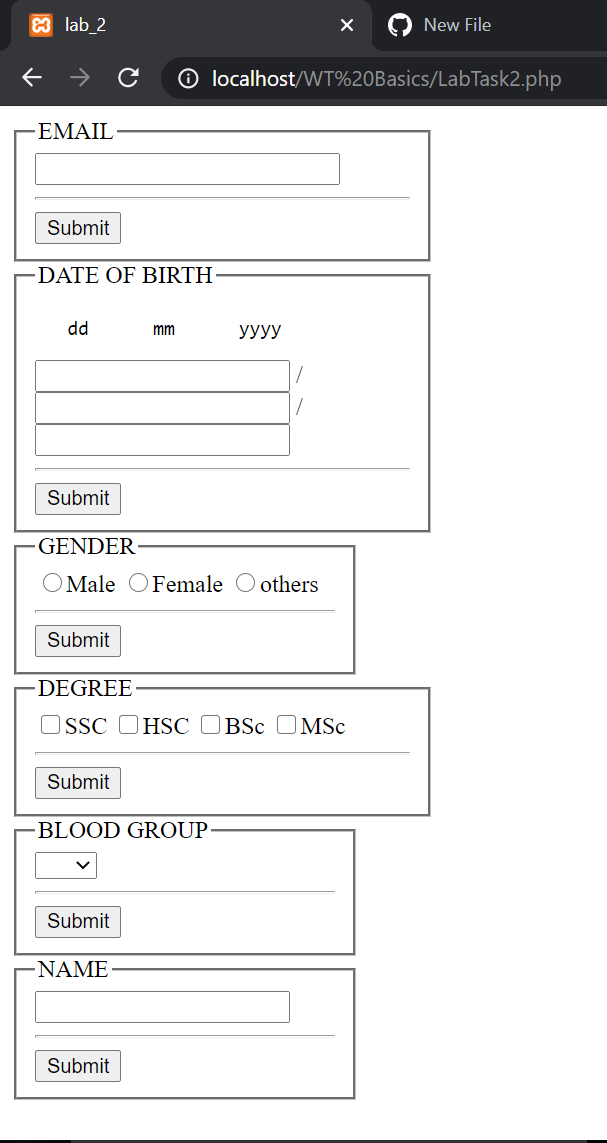 lab_2 New File
localhost/WT%20Basics/LabTask2.php
EMAIL
Submit
DATE OF BIRTH
dd mm yyyy
/
/
Submit
GENDER
Male Female others
Submit
DEGREE
SSC HSC BSc MSc
Submit
BLOOD GROUP
Submit
NAME
Submit